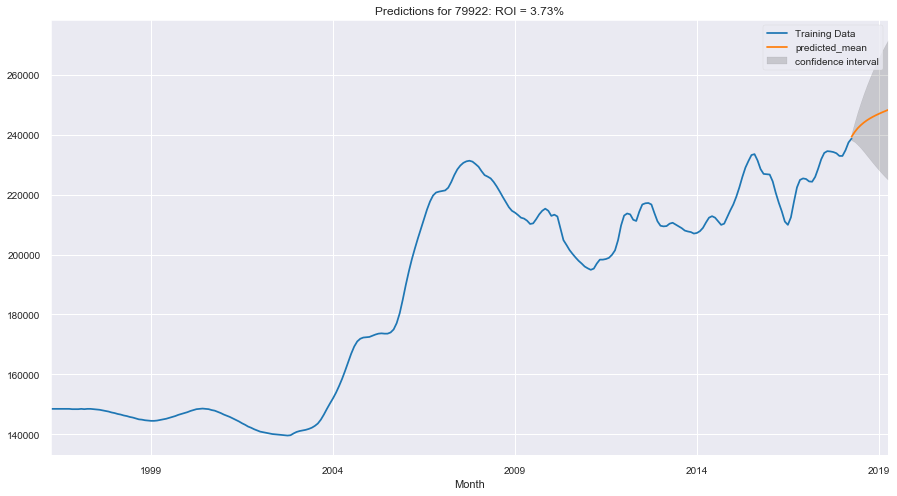 Predictions for 79922: ROI = 3.73%
Training Data
predicted_mean
confidence interval
260000
240000
220000
200000
180000
160000
140000
1999
2004
2009
2014
2019
Month